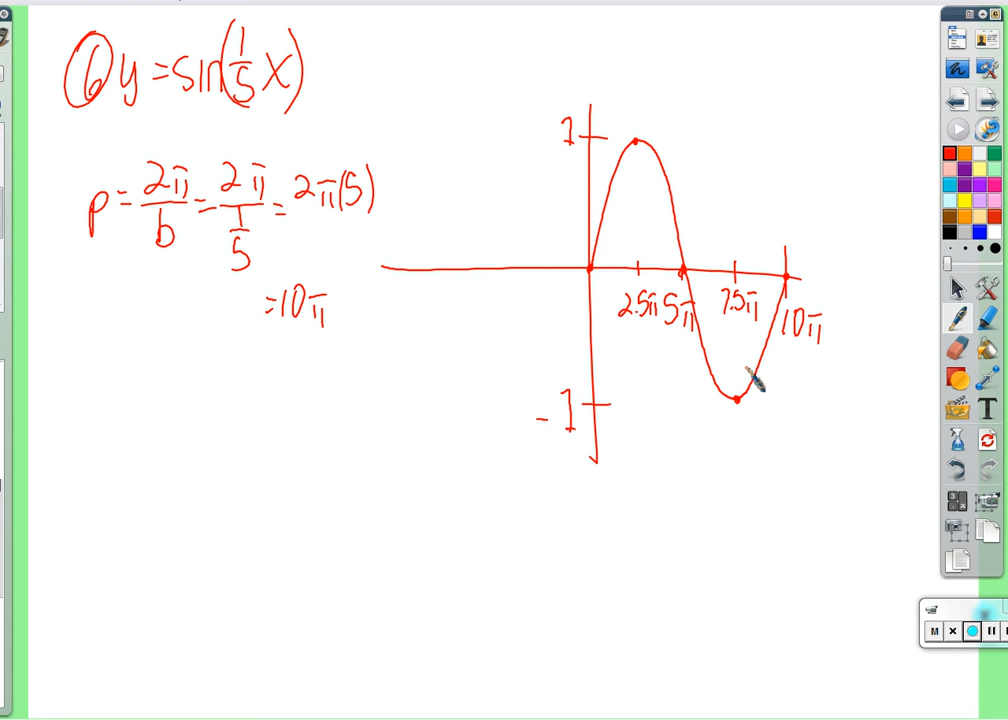 6 y = sin(1/5 x)
p = 2π/b = 2π/(1/5) = 2π(5)
= 10π
1
2.5π 5π 7.5π 10π
-1
T
M X